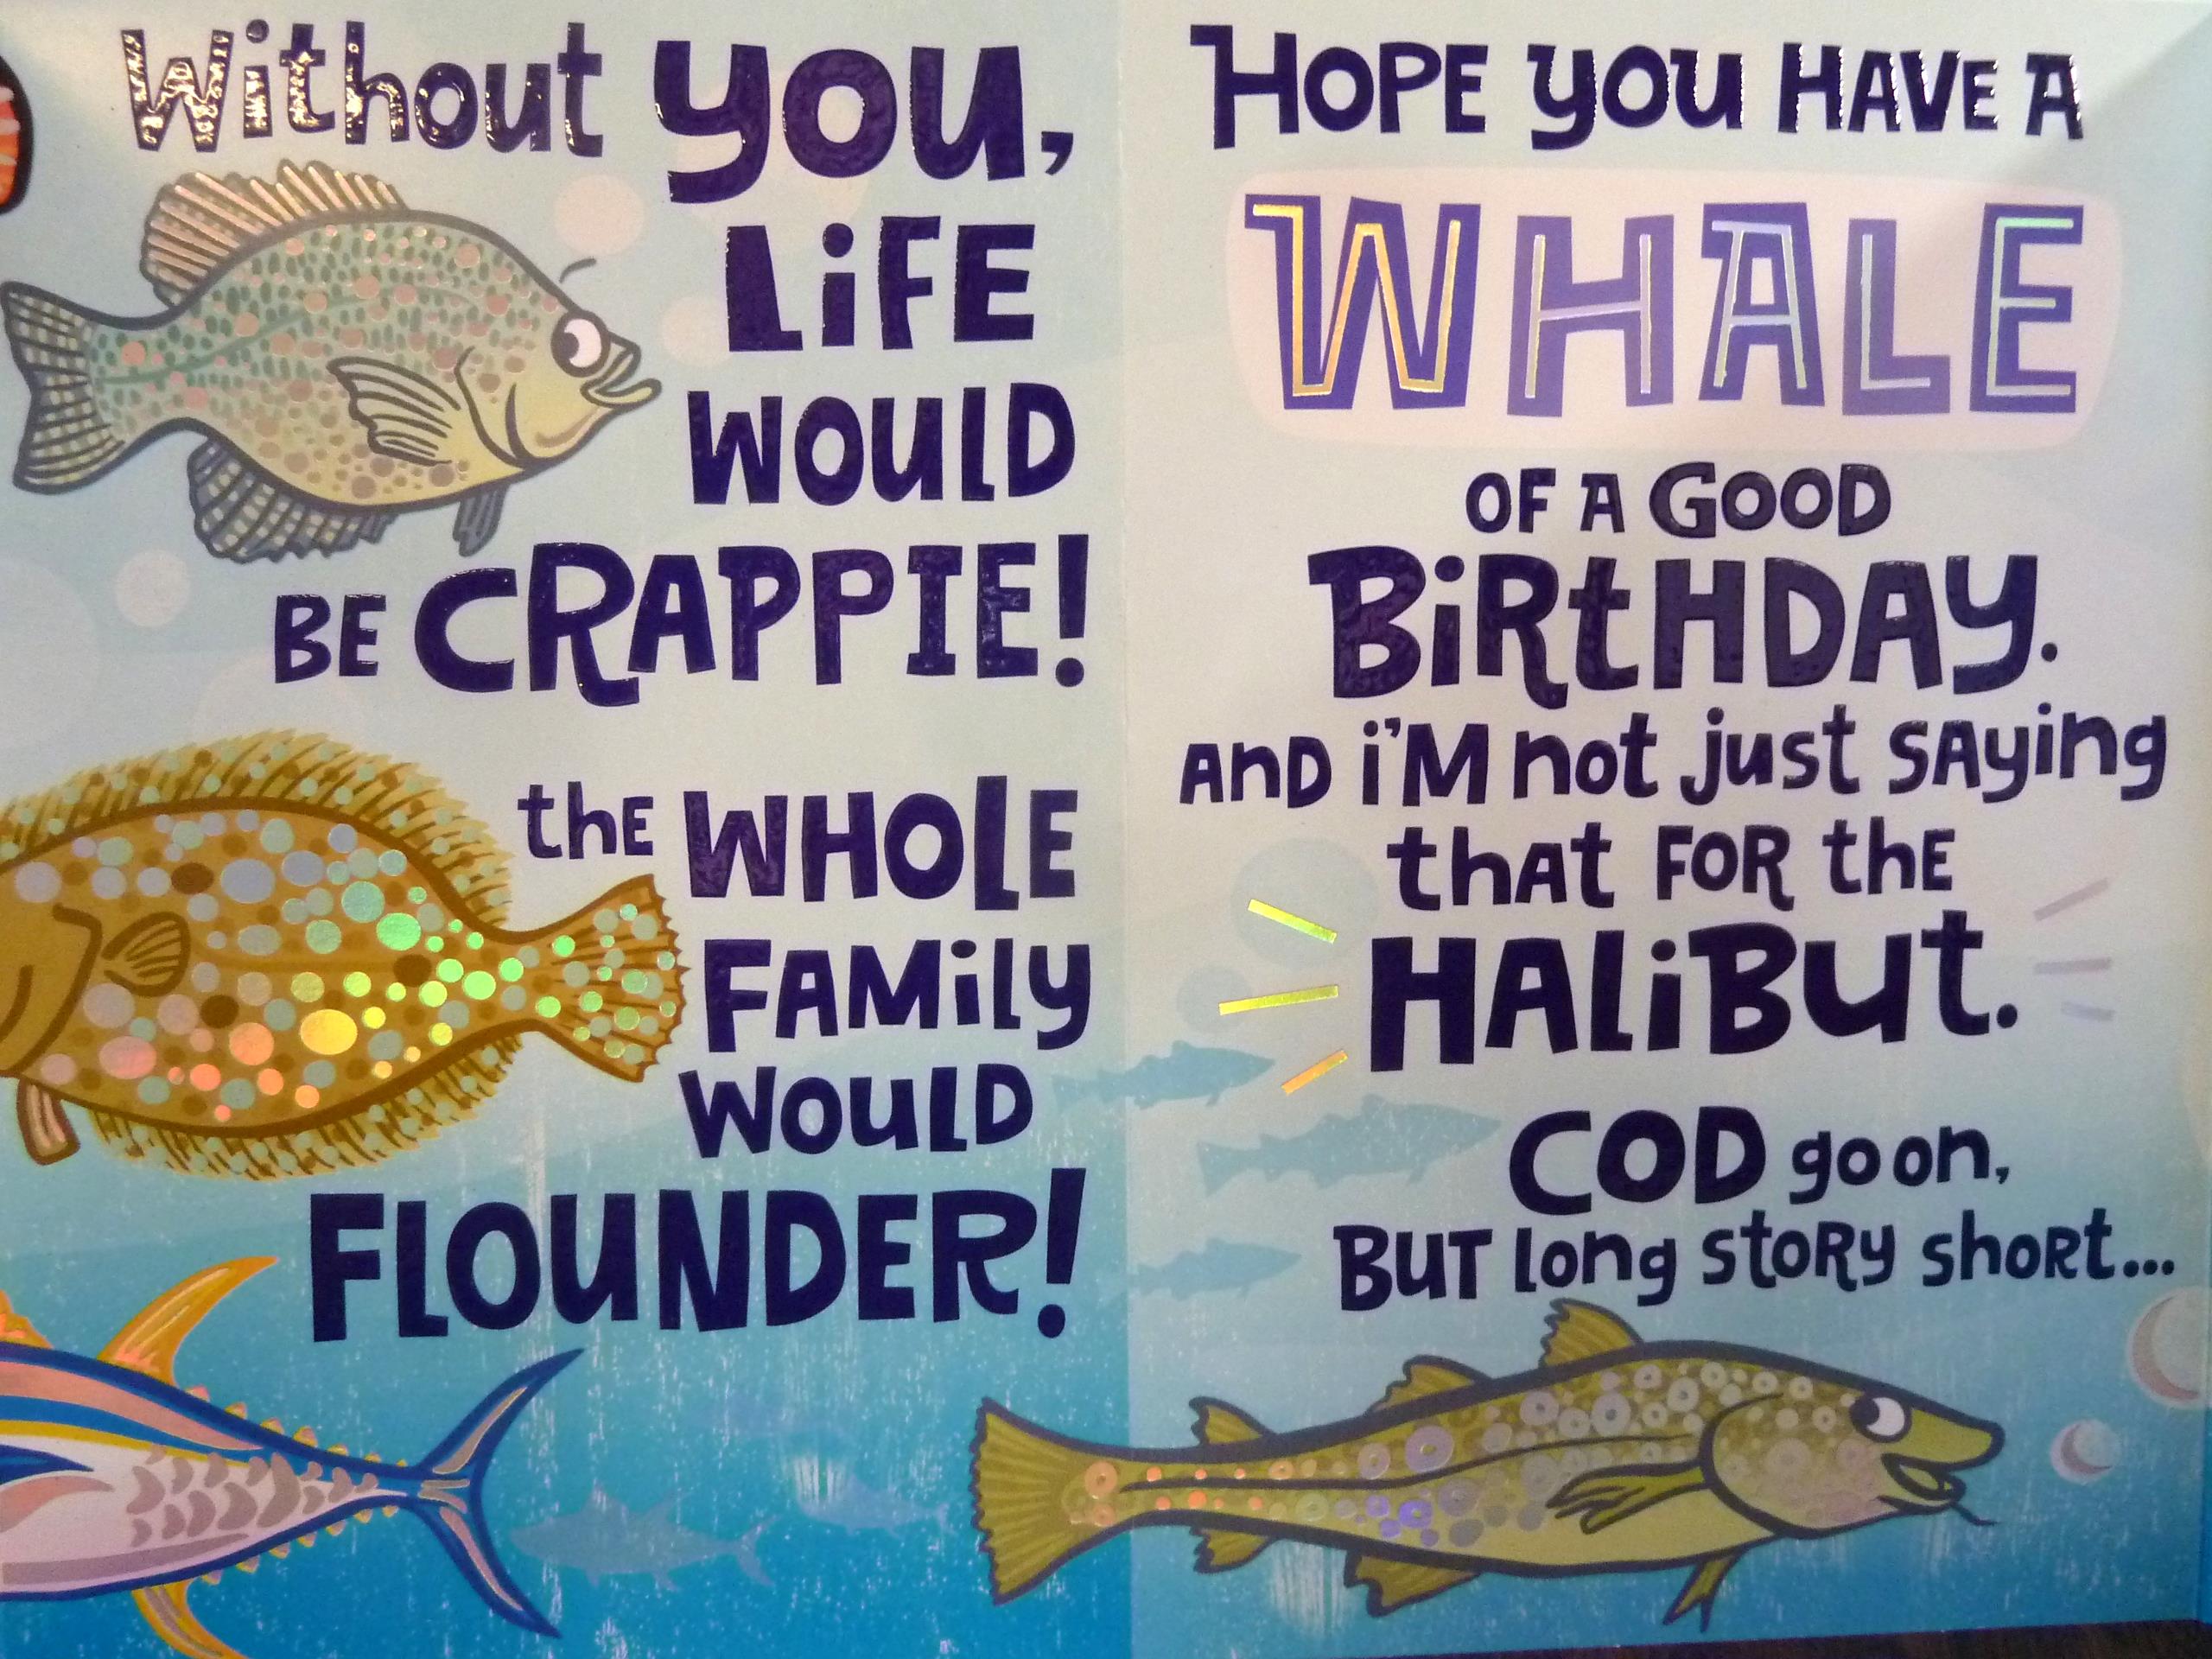 Without you,
LiFE
WOULD
BE CRAPPIE!
the WHOLE
FAMily
WOULD
FLOUNDER!
HOPE you HAVE A
WHALE
OF A GOOD
BiRtHDAy.
AnD i'M not just sAying
thAt FOR thE
HAliBut.
COD go on,
BUT long stoRy shoRt...